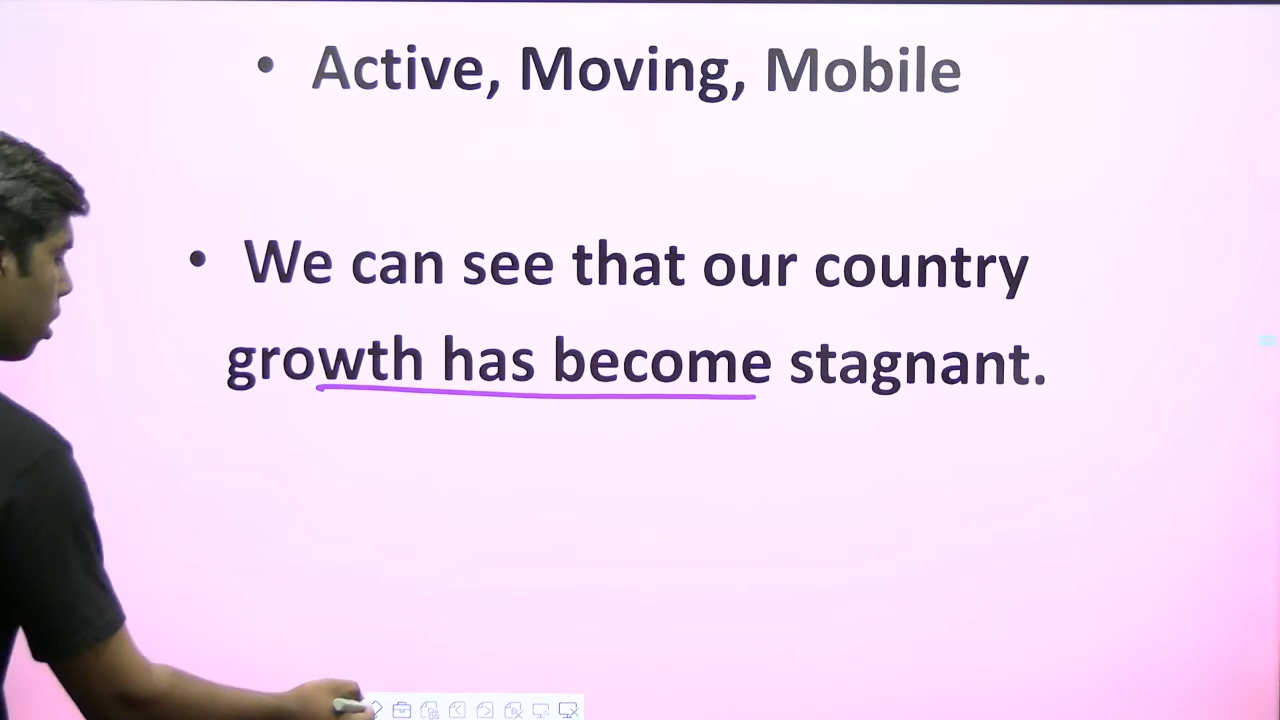 • Active, Moving, Mobile
• We can see that our country
growth has become stagnant.